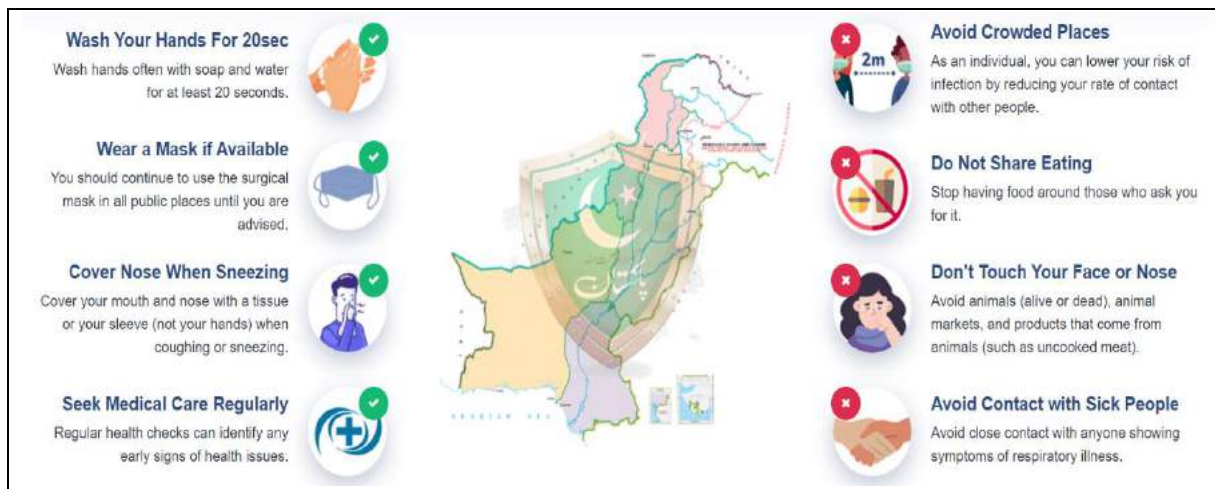 Wash Your Hands For 20sec
Wash hands often with soap and water
for at least 20 seconds.
Wear a Mask if Available
You should continue to use the surgical
mask in all public places until you are
advised.
Cover Nose When Sneezing
Cover your mouth and nose with a tissue
or your sleeve (not your hands) when
coughing or sneezing.
Seek Medical Care Regularly
Regular health checks can identify any
early signs of health issues.
ARABIAN SEA
2m
Avoid Crowded Places
As an individual, you can lower your risk of
infection by reducing your rate of contact
with other people.
Do Not Share Eating
Stop having food around those who ask you
for it.
Don't Touch Your Face or Nose
Avoid animals (alive or dead), animal
markets, and products that come from
animals (such as uncooked meat).
Avoid Contact with Sick People
Avoid close contact with anyone showing
symptoms of respiratory illness.